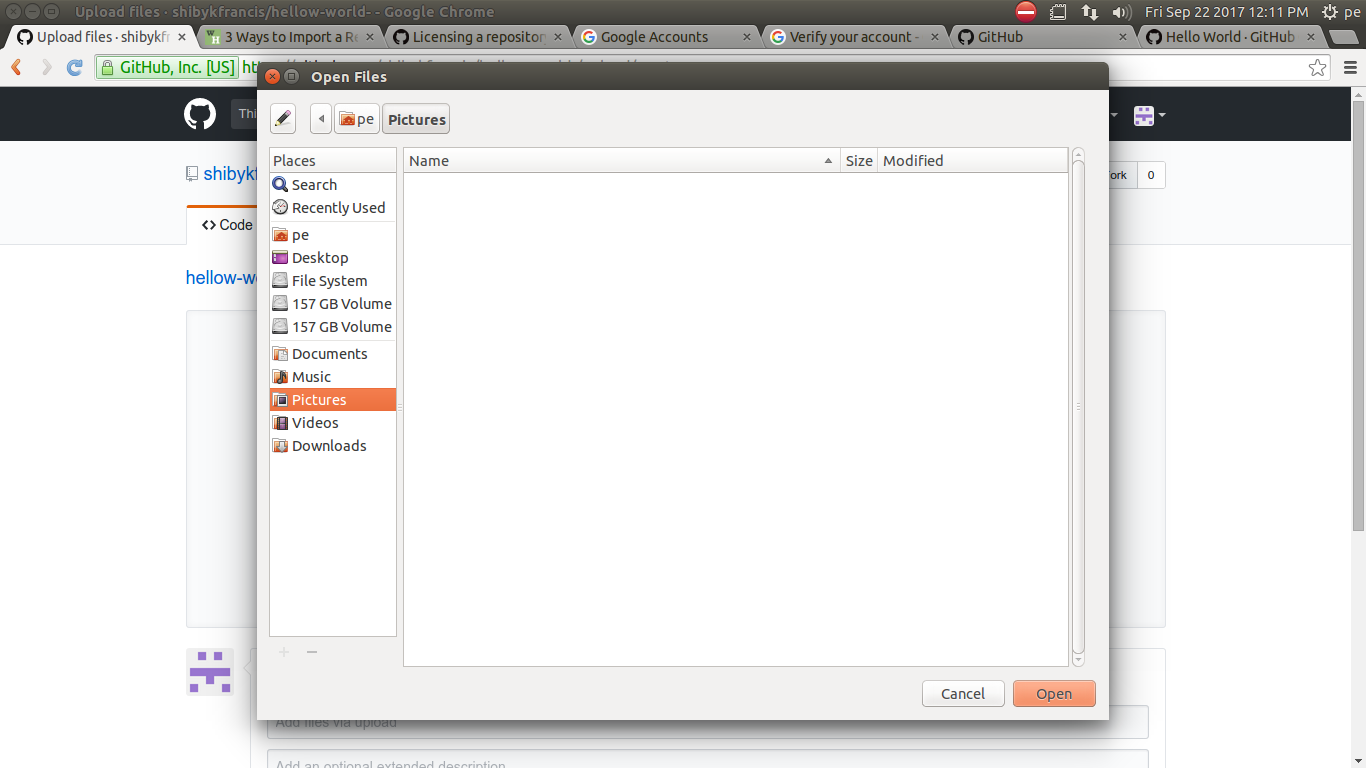 Upload files · shibykfrancis/hellow-world- - Google Chrome
Fri Sep 22 2017 12:11 PM pe
Upload files · shibykfr
3 Ways to Import a Re
Licensing a repositor
Google Accounts
Verify your account -
GitHub
Hello World · GitHub
GitHub, Inc. [US]
Open Files
Thi
pe
Pictures
Places
Name
Size
Modified
Search
Recently Used
pe
Desktop
File System
157 GB Volume
157 GB Volume
Documents
Music
Pictures
Videos
Downloads
shibykf
ork
0
Code
hellow-wo
Cancel
Open
Add files via upload
Add an optional extended description